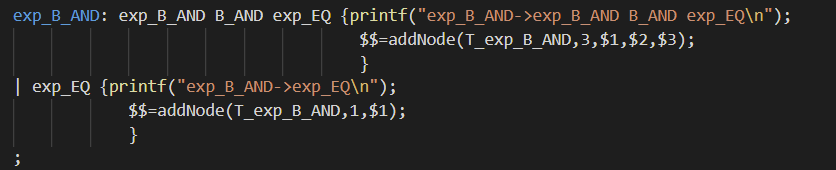 exp_B_AND: exp_B_AND B_AND exp_EQ {printf("exp_B_AND->exp_B_AND B_AND exp_EQ\n");
$$=addNode(T_exp_B_AND,3,$1,$2,$3);
}
| exp_EQ {printf("exp_B_AND->exp_EQ\n");
$$=addNode(T_exp_B_AND,1,$1);
}
;